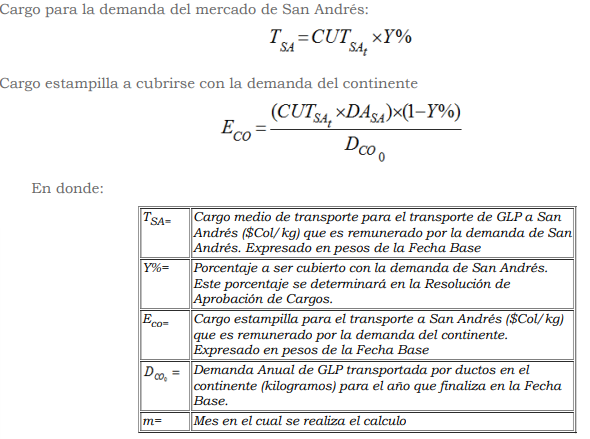 Cargo para la demanda del mercado de San Andrés:
T_SA = CUT_SA_t × Y%
Cargo estampilla a cubrirse con la demanda del continente
E_CO = (CUT_SA_t × DA_SA) × (1 − Y%) / D_CO_0
En donde:
T_SA= Cargo medio de transporte para el transporte de GLP a San
Andrés ($Col/kg) que es remunerado por la demanda de San
Andrés. Expresado en pesos de la Fecha Base
Y%= Porcentaje a ser cubierto con la demanda de San Andrés.
Este porcentaje se determinará en la Resolución de
Aprobación de Cargos.
E_co= Cargo estampilla para el transporte a San Andrés ($Col/kg)
que es remunerado por la demanda del continente.
Expresado en pesos de la Fecha Base
D_CO_0 = Demanda Anual de GLP transportada por ductos en el
continente (kilogramos) para el año que finaliza en la Fecha
Base.
m= Mes en el cual se realiza el calculo